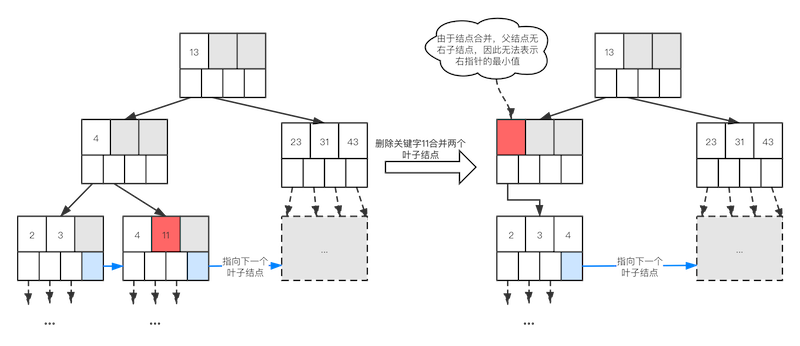 13
4
23 31 43
2 3
4 11
...
指向下一个
叶子结点
...
...
删除关键字11合并两个
叶子结点
由于结点合并，父结点无
右子结点，因此无法表示
右指针的最小值
13
23 31 43
2 3 4
...
指向下一个
叶子结点
...